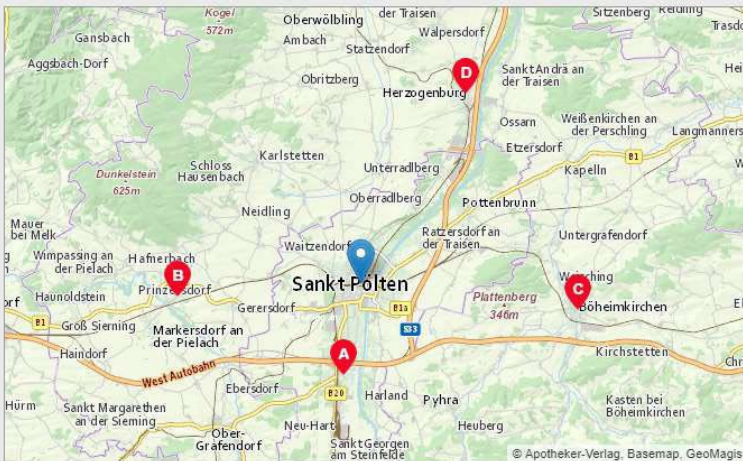 Kogel
572m
Gansbach
Aggsbach-Dorf
Oberwölbling
Ambach
Statzendorf
der Traisen
Walpersdorf
Sitzenberg
Reidling
Obritzberg
D
Herzogenburg
Sankt Andrä an
der Traisen
Ossarn
Etzersdorf
Weißenkirchen an
der Perschling
Langmanners
B1
Kapelln
Dunkelstein
625m
Schloss
Hausenbach
Karlstetten
Unterradlberg
Oberradlberg
Pottenbrunn
Neidling
Mauer
bei Melk
Waitzendorf
Ratzersdorf an
der Traisen
Untergrafendorf
Wimpassing an
der Pielach
Hafnerbach
B
Prinzersdorf
Haunoldstein
Sankt Pölten
Plattenberg
346m
C
Böheimkirchen
B1
Groß Sierning
Gerersdorf
B1a
S33
Markersdorf an
der Pielach
Haindorf
A
Kirchstetten
West Autobahn
Ebersdorf
B20
Harland
Pyhra
Kasten bei
Böheimkirchen
Hürm
Sankt Margarethen
an der Sierning
Ober-
Grafendorf
Neu-Hart
Heuberg
Sankt Georgen
am Steinfelde
© Apotheker-Verlag, Basemap, GeoMagis